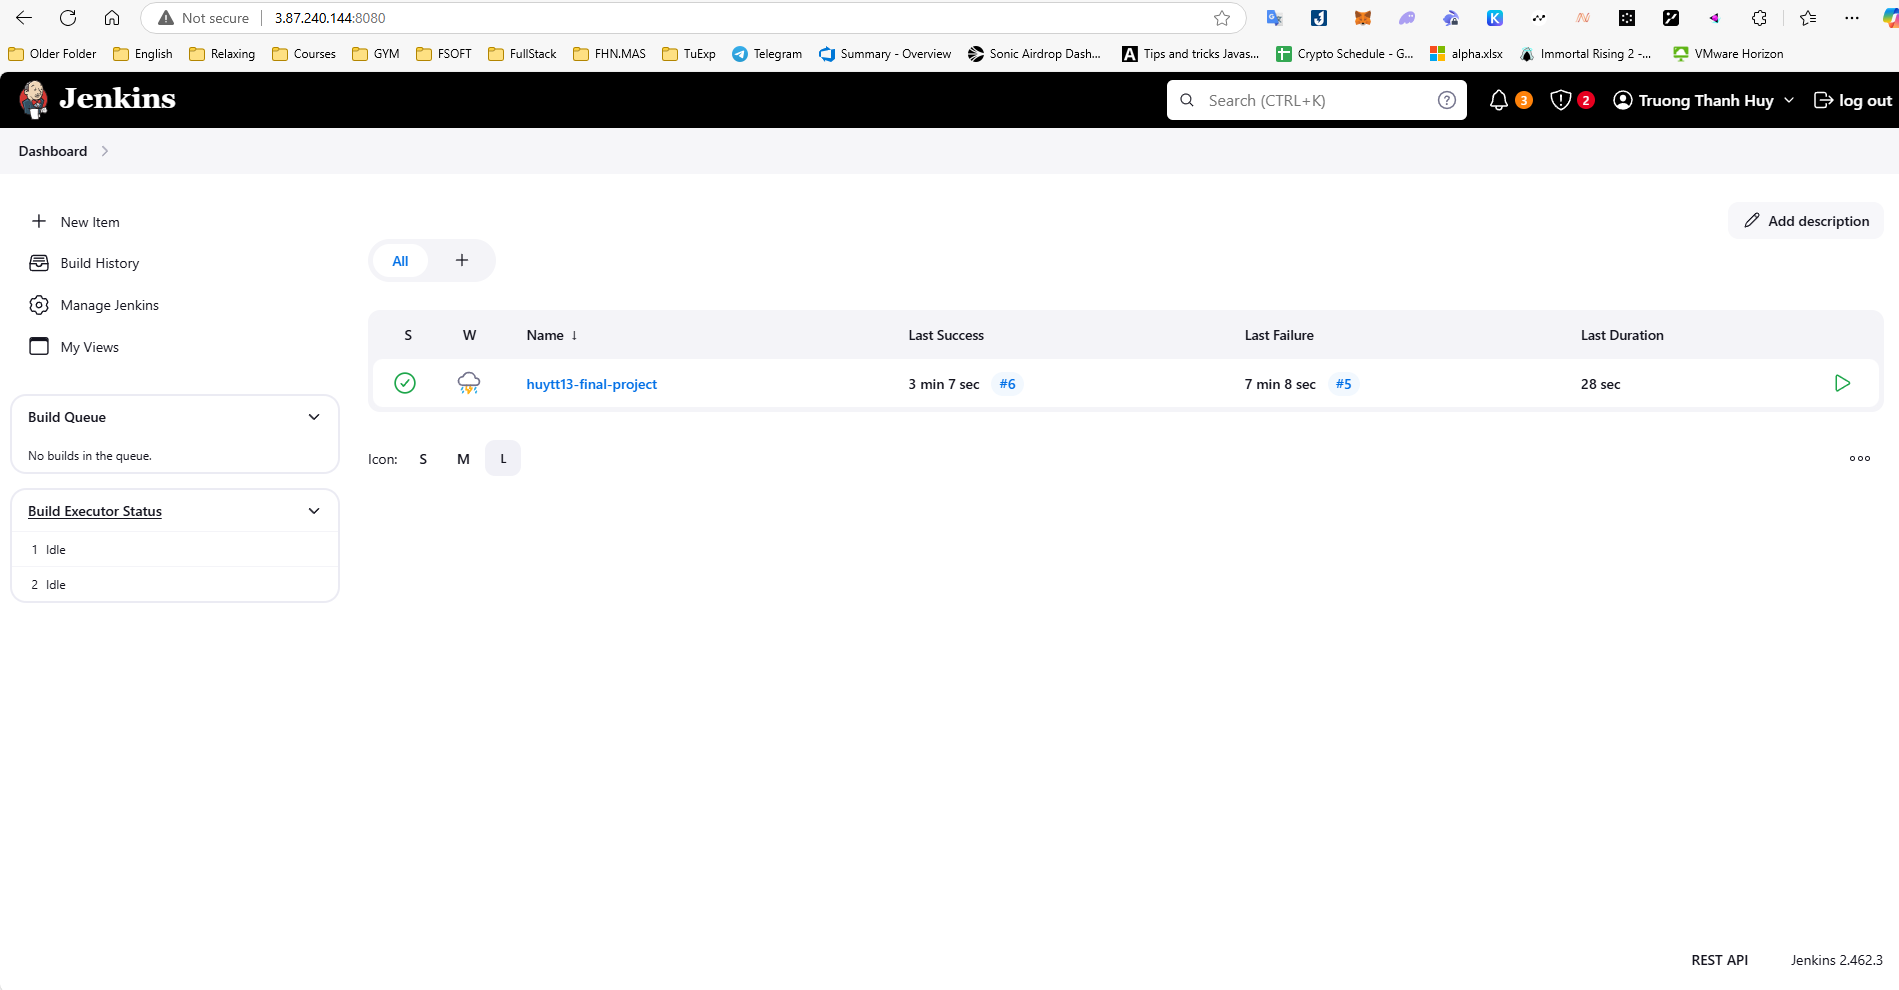 Not secure 3.87.240.144:8080
Older Folder English Relaxing Courses GYM FSOFT FullStack FHN.MAS TuExp Telegram Summary - Overview Sonic Airdrop Dash... Tips and tricks Javas... Crypto Schedule - G... alpha.xlsx Immortal Rising 2 -... VMware Horizon
Jenkins Search (CTRL+K) ? 3 2 Truong Thanh Huy log out
Dashboard
New Item
Build History
Manage Jenkins
My Views
Build Queue
No builds in the queue.
Build Executor Status
1 Idle
2 Idle
Add description
All +
S W Name ↓ Last Success Last Failure Last Duration
huytt13-final-project 3 min 7 sec #6 7 min 8 sec #5 28 sec
Icon: S M L
REST API Jenkins 2.462.3